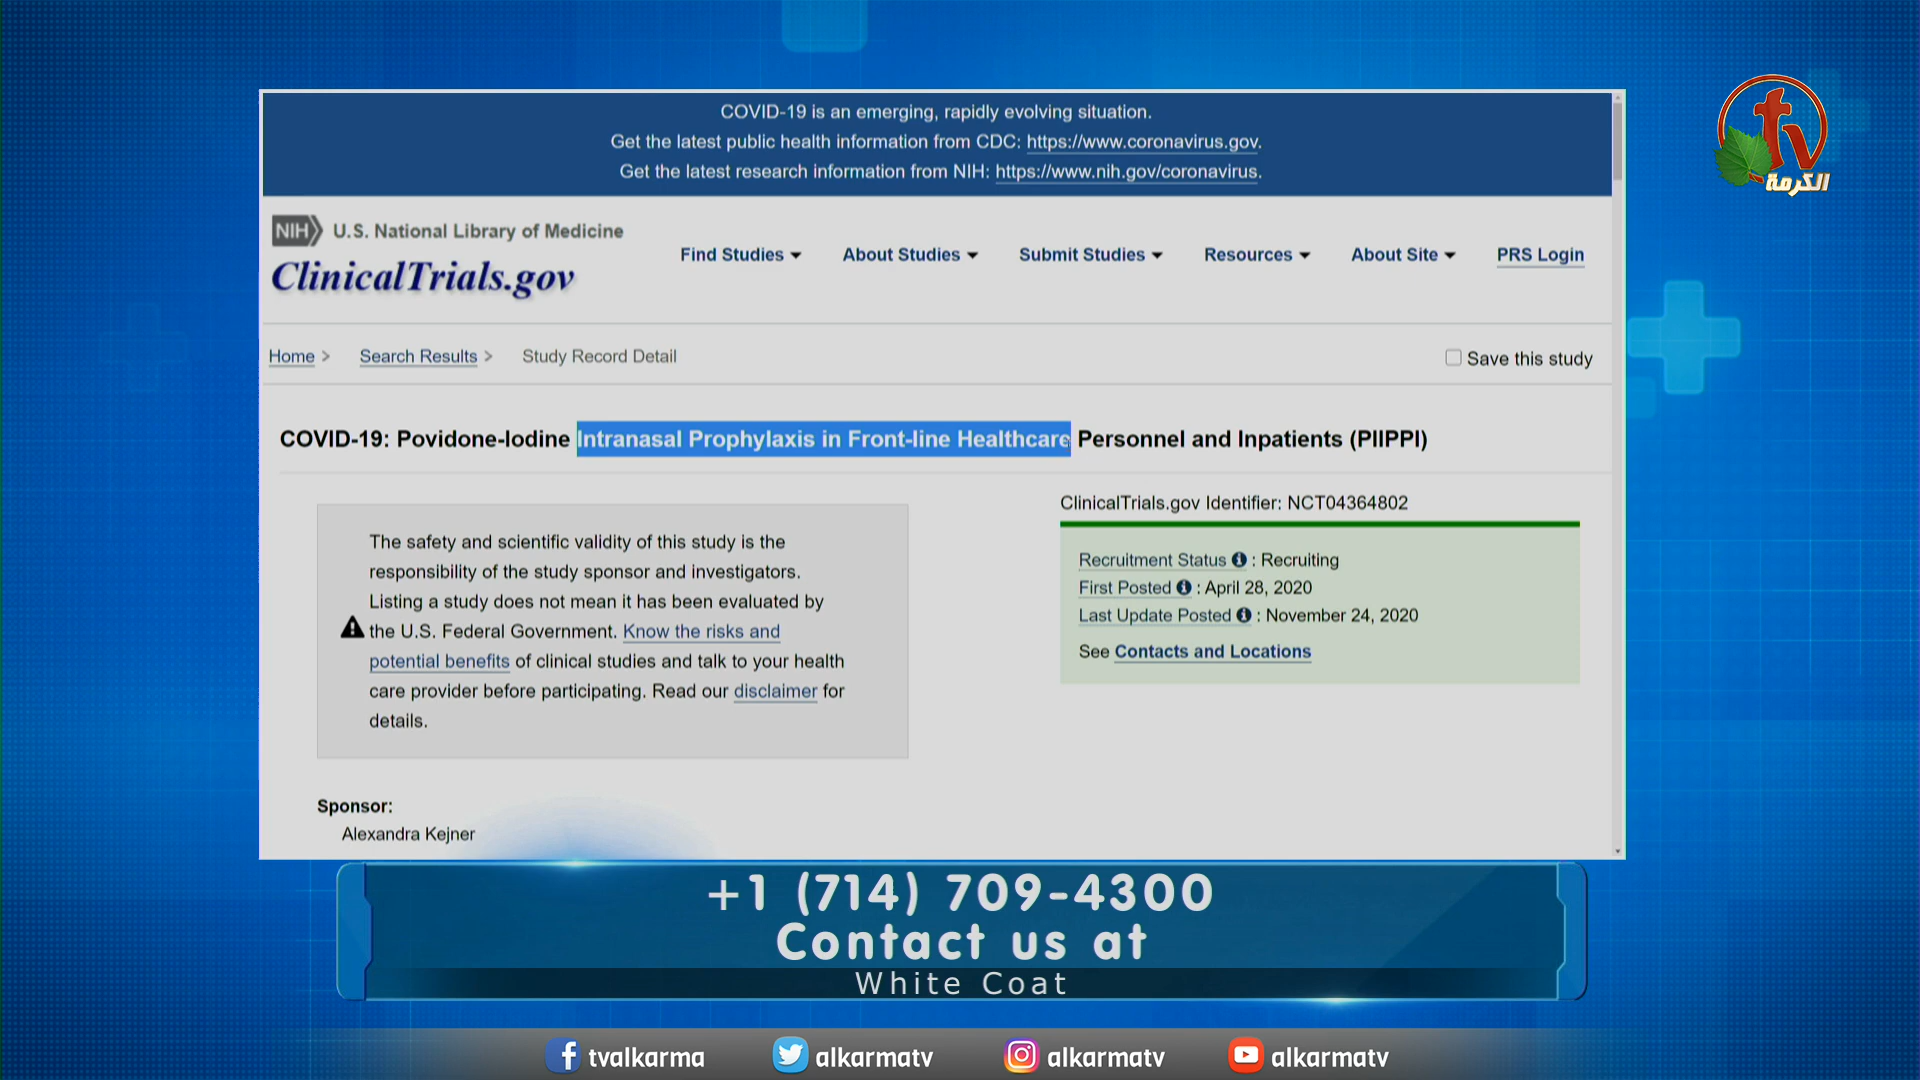 COVID-19 is an emerging, rapidly evolving situation.
Get the latest public health information from CDC: https://www.coronavirus.gov.
Get the latest research information from NIH: https://www.nih.gov/coronavirus.
tv
الكرمة
NIH U.S. National Library of Medicine
ClinicalTrials.gov
Find Studies About Studies Submit Studies Resources About Site PRS Login
Home > Search Results > Study Record Detail
Save this study
COVID-19: Povidone-Iodine Intranasal Prophylaxis in Front-line Healthcare Personnel and Inpatients (PIIPPI)
The safety and scientific validity of this study is the
responsibility of the study sponsor and investigators.
Listing a study does not mean it has been evaluated by
the U.S. Federal Government. Know the risks and
potential benefits of clinical studies and talk to your health
care provider before participating. Read our disclaimer for
details.
ClinicalTrials.gov Identifier: NCT04364802
Recruitment Status : Recruiting
First Posted : April 28, 2020
Last Update Posted : November 24, 2020
See Contacts and Locations
Sponsor:
Alexandra Kejner
+1 (714) 709-4300
Contact us at
White Coat
tvalkarma alkarmatv alkarmatv alkarmatv